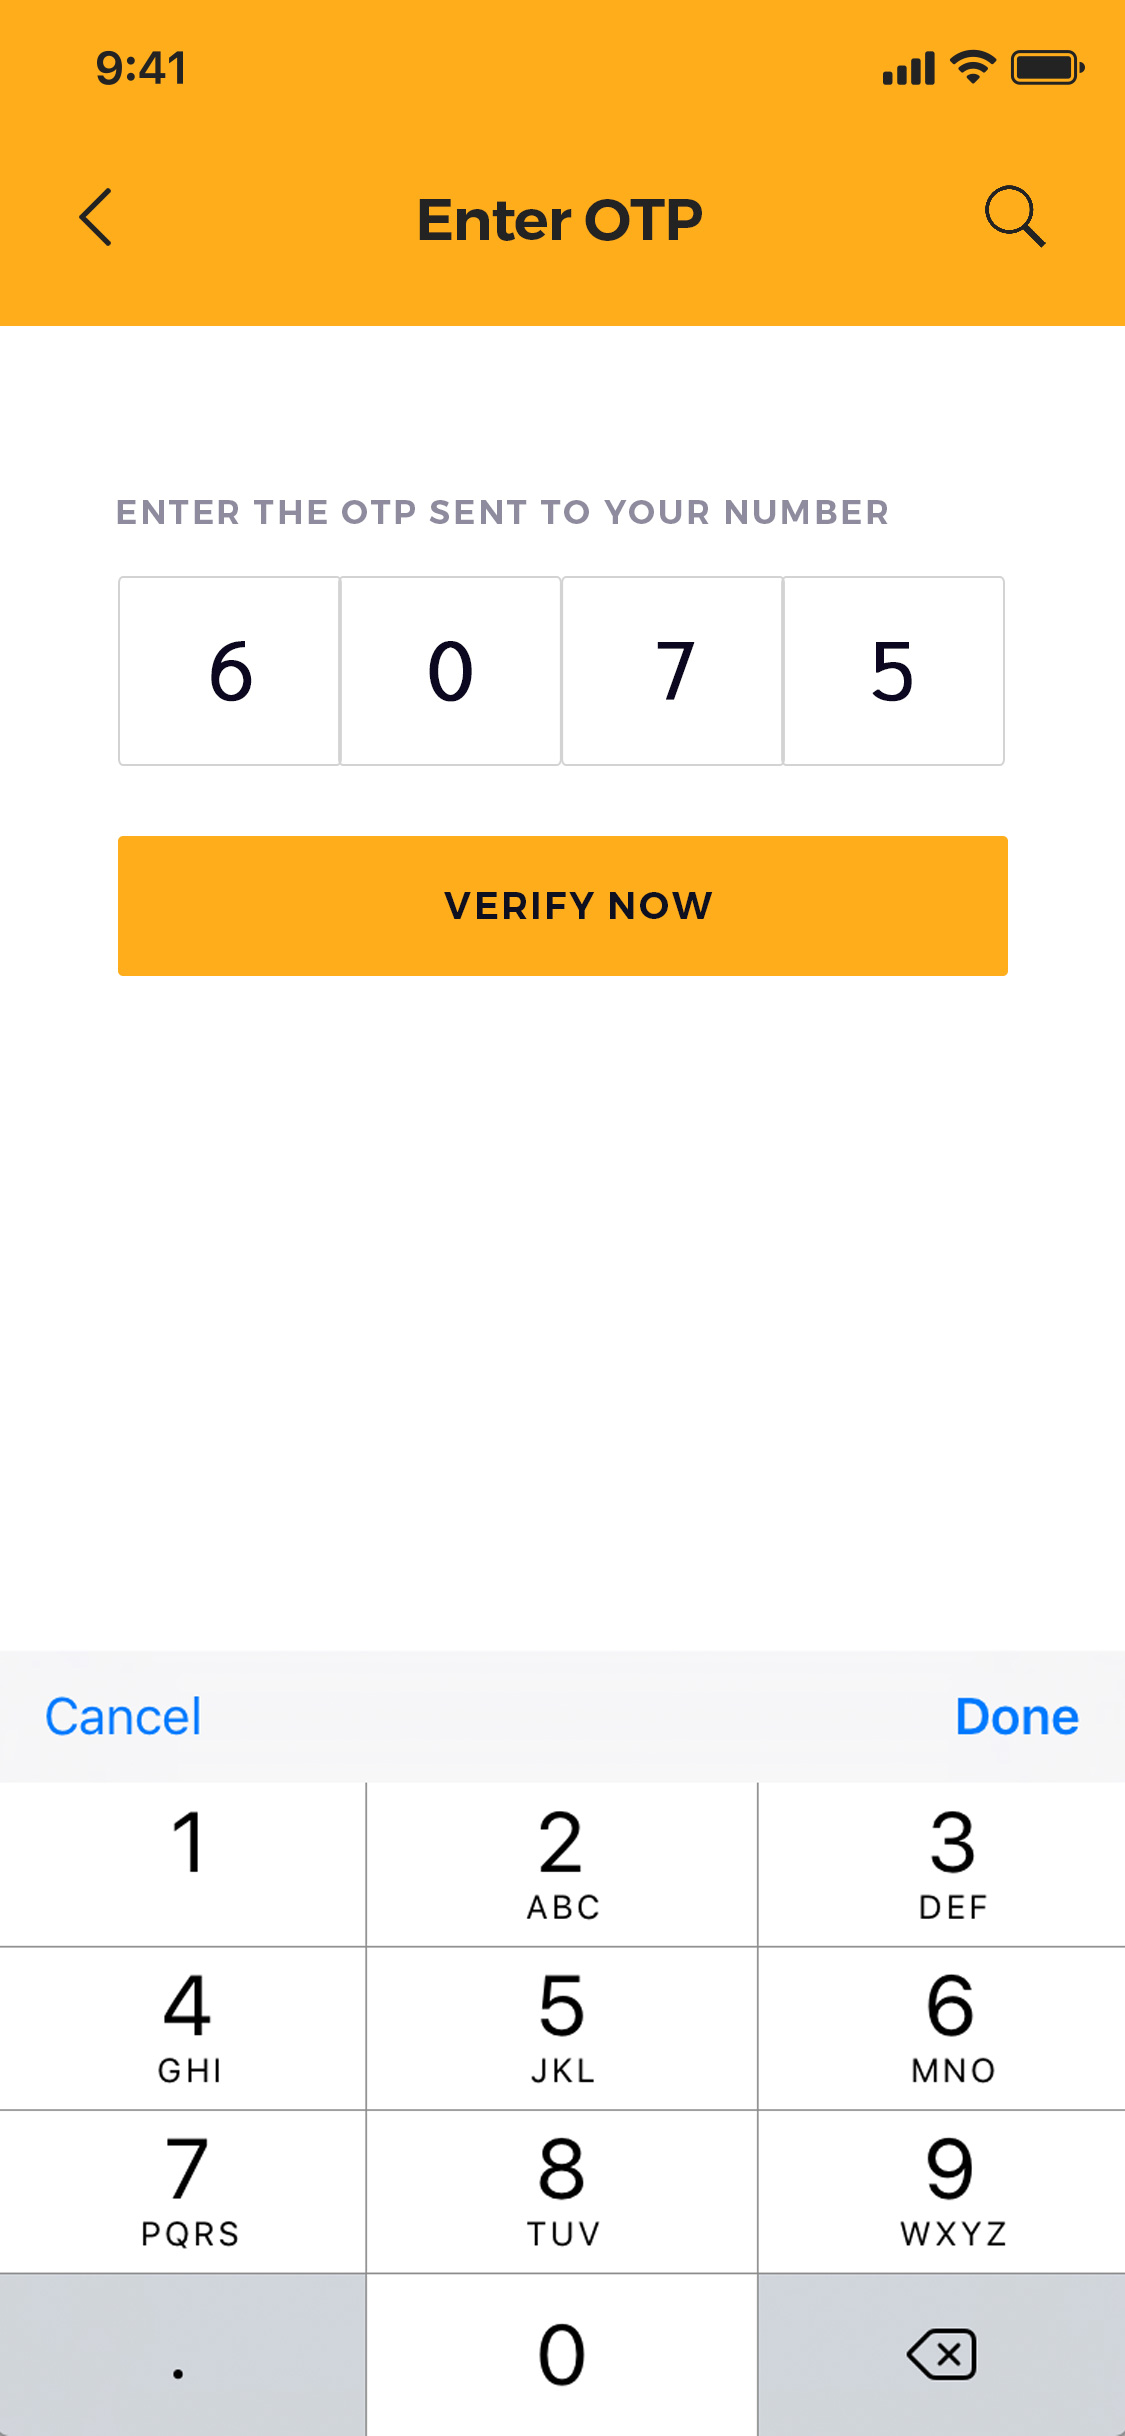 9:41
Enter OTP
ENTER THE OTP SENT TO YOUR NUMBER
6 0 7 5
VERIFY NOW
Cancel Done
1 2 3
ABC DEF
4 5 6
GHI JKL MNO
7 8 9
PQRS TUV WXYZ
. 0